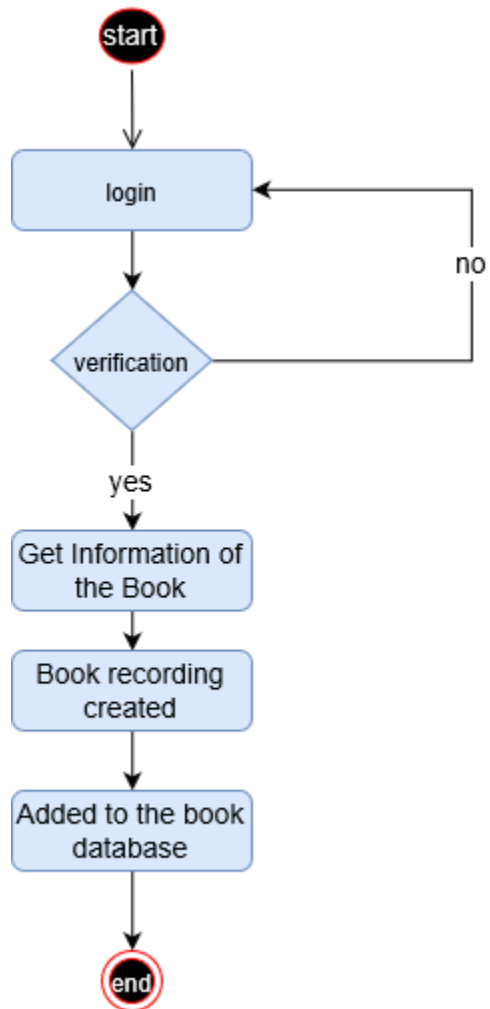 start
login
no
verification
yes
Get Information of
the Book
Book recording
created
Added to the book
database
end